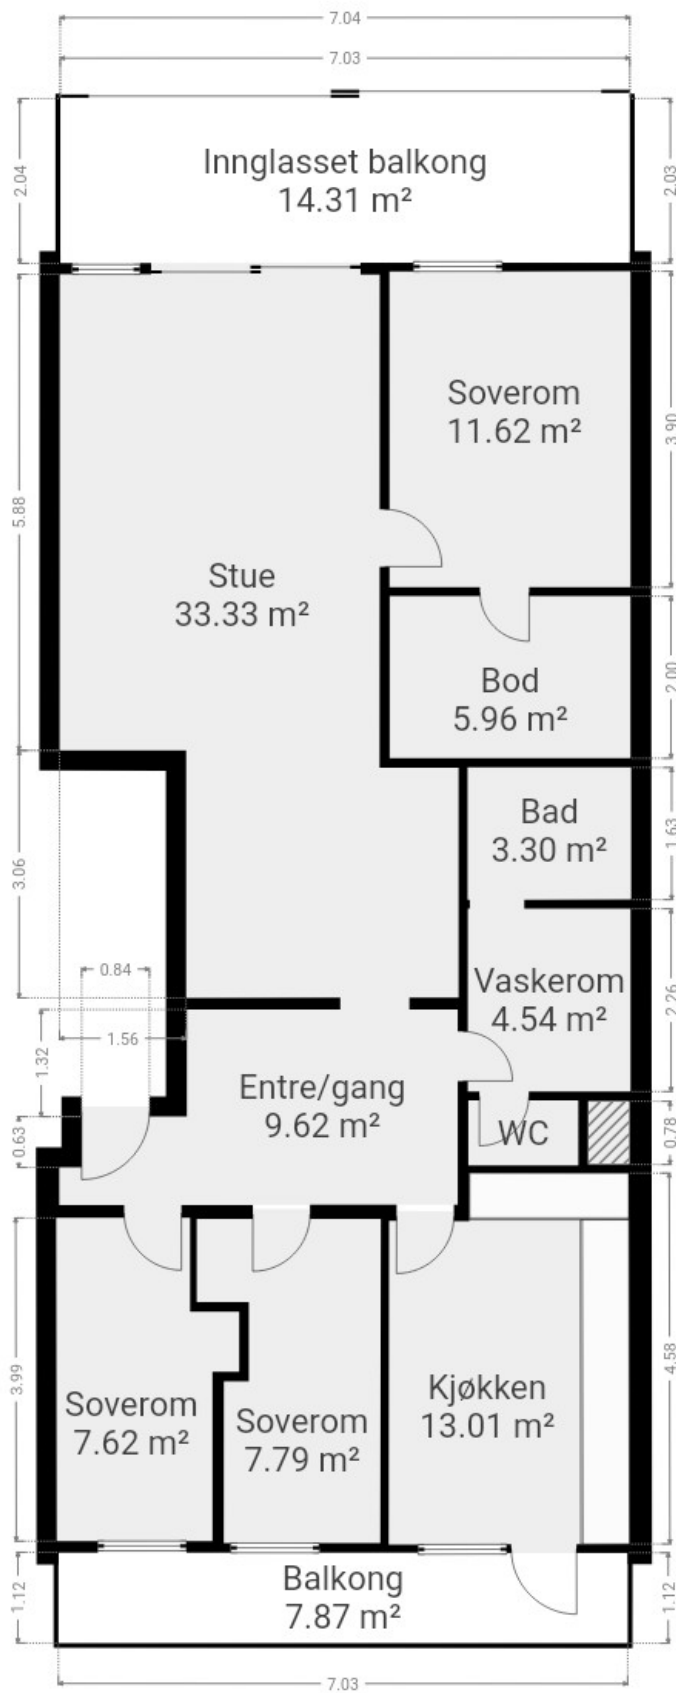 7.04
7.03
2.04
2.03
Innglasset balkong
14.31 m²
Soverom
11.62 m²
3.90
5.88
Stue
33.33 m²
Bod
5.96 m²
2.00
Bad
3.30 m²
1.63
3.06
0.84
Vaskerom
4.54 m²
2.26
1.56
1.32
Entre/gang
9.62 m²
WC
0.78
0.63
3.99
Soverom
7.62 m²
Soverom
7.79 m²
Kjøkken
13.01 m²
4.58
Balkong
7.87 m²
1.12
1.12
7.03